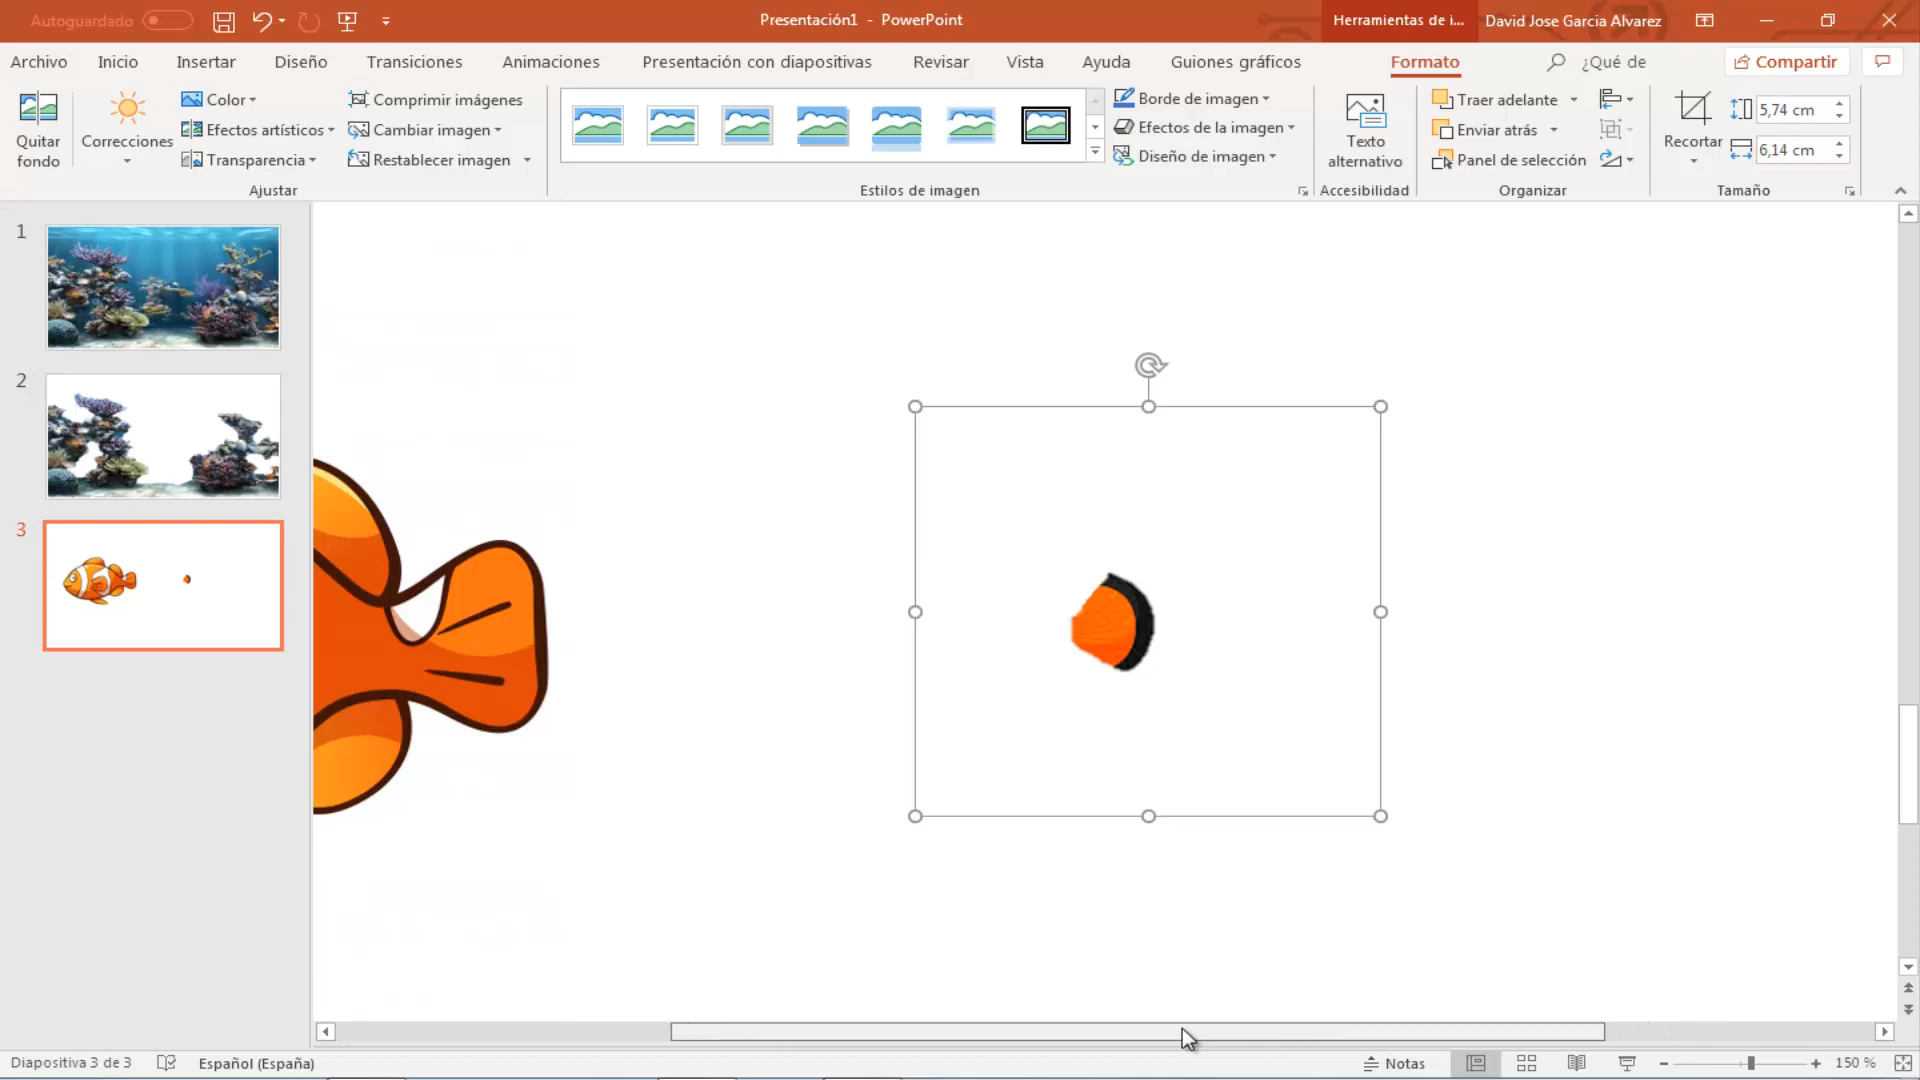 Autoguardado
Presentación1 - PowerPoint
Herramientas de i...
David Jose Garcia Alvarez
Archivo
Inicio
Insertar
Diseño
Transiciones
Animaciones
Presentación con diapositivas
Revisar
Vista
Ayuda
Guiones gráficos
Formato
¿Qué de
Compartir
Quitar
fondo
Correcciones
Color
Efectos artísticos
Transparencia
Comprimir imágenes
Cambiar imagen
Restablecer imagen
Ajustar
Estilos de imagen
Borde de imagen
Efectos de la imagen
Diseño de imagen
Texto
alternativo
Accesibilidad
Traer adelante
Enviar atrás
Panel de selección
Organizar
Recortar
5,74 cm
6,14 cm
Tamaño
1
2
3
Diapositiva 3 de 3
Español (España)
Notas
150 %